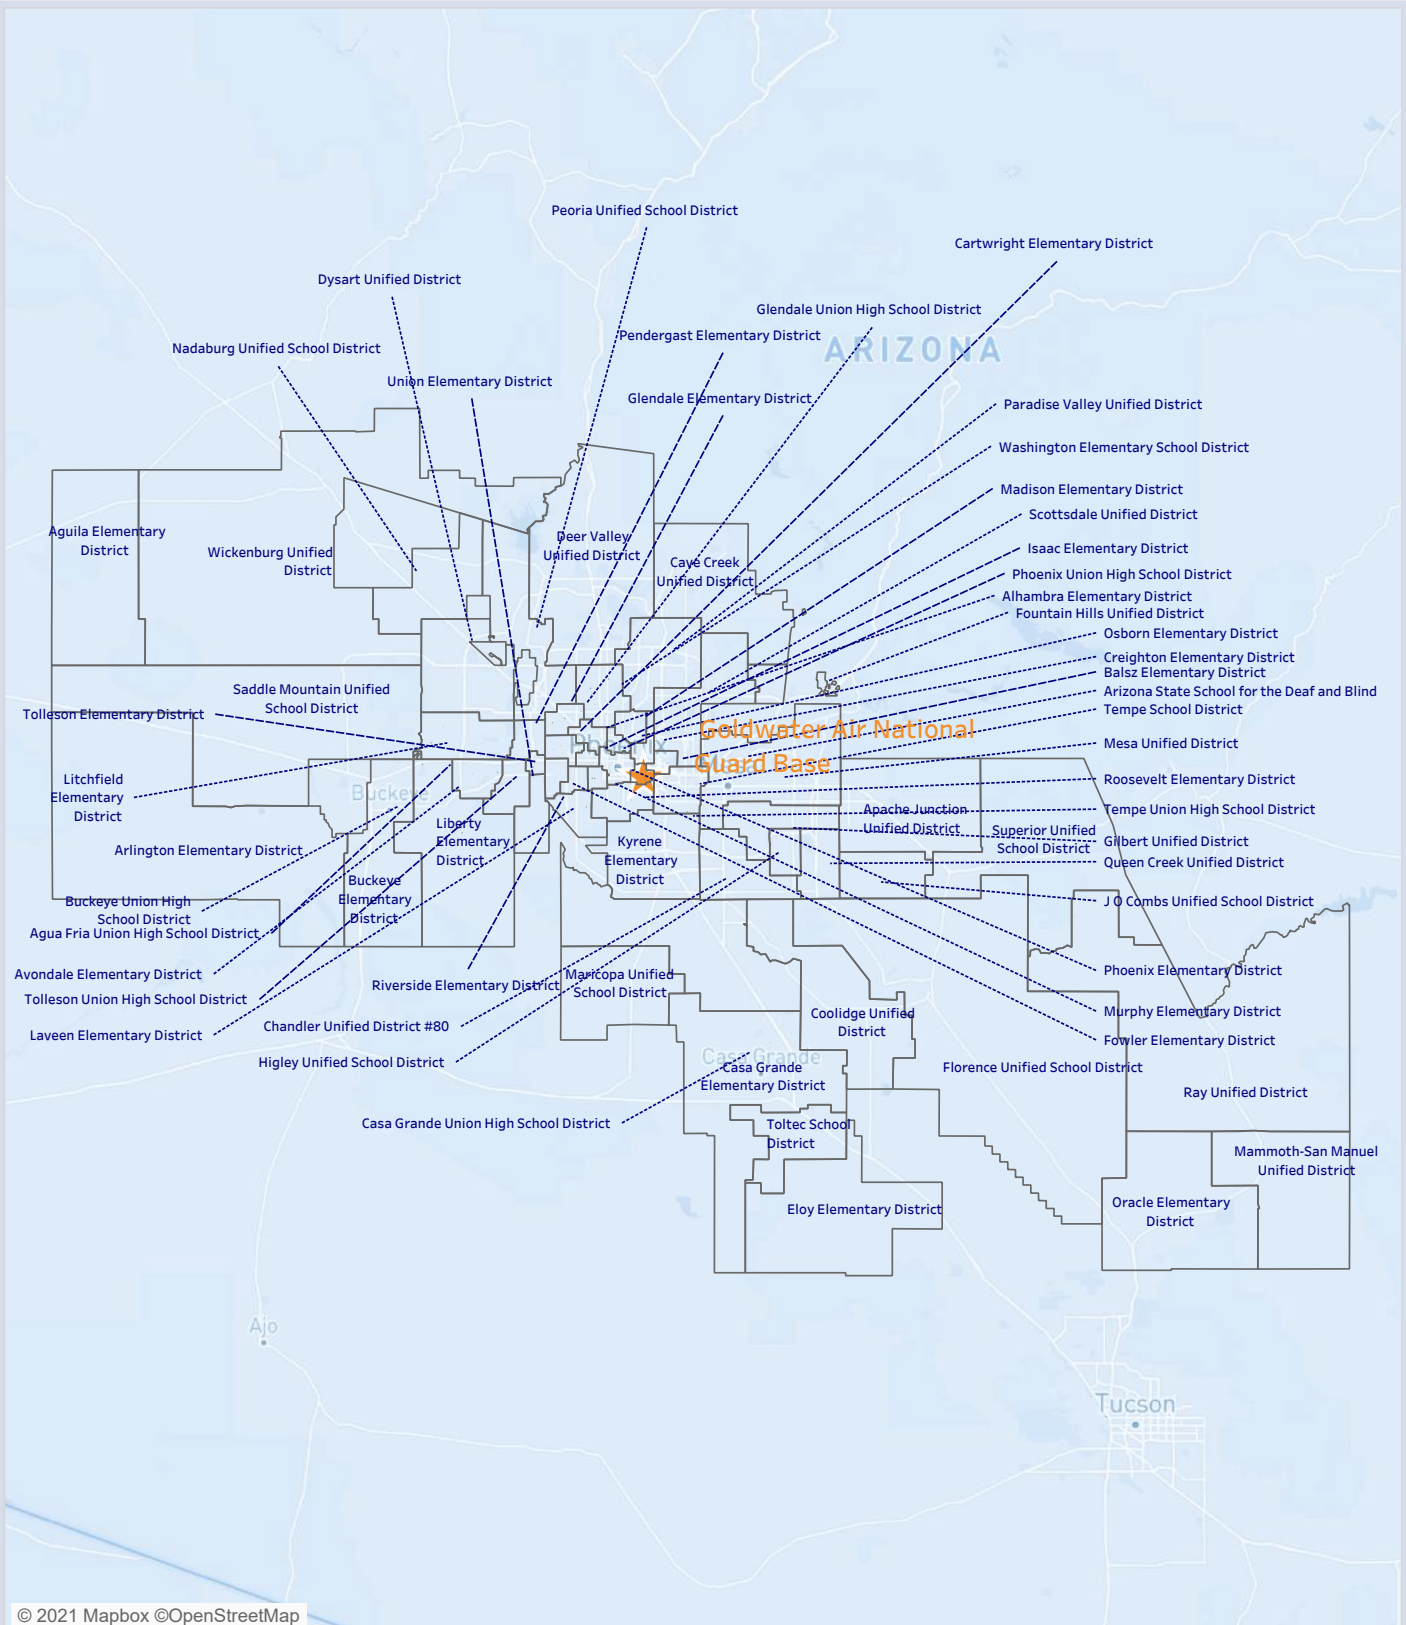 Peoria Unified School District
Cartwright Elementary District
Dysart Unified District
Glendale Union High School District
Pendergast Elementary District
ARIZONA
Nadaburg Unified School District
Union Elementary District
Glendale Elementary District
Paradise Valley Unified District
Washington Elementary School District
Madison Elementary District
Scottsdale Unified District
Aguila Elementary
District
Wickenburg Unified
District
Deer Valley
Unified District
Cave Creek
Unified District
Isaac Elementary District
Phoenix Union High School District
Alhambra Elementary District
Fountain Hills Unified District
Osborn Elementary District
Creighton Elementary District
Balsz Elementary District
Arizona State School for the Deaf and Blind
Tempe School District
Saddle Mountain Unified
School District
Tolleson Elementary District
Goldwater Air National
Guard Base
Phoenix
Mesa Unified District
Litchfield
Elementary
District
Buckeye
Roosevelt Elementary District
Tempe Union High School District
Apache Junction
Unified District
Superior Unified
School District
Gilbert Unified District
Queen Creek Unified District
Liberty
Elementary
District
Kyrene
Elementary
District
Arlington Elementary District
Buckeye
Elementary
District
Buckeye Union High
School District
J O Combs Unified School District
Agua Fria Union High School District
Avondale Elementary District
Tolleson Union High School District
Riverside Elementary District
Maricopa Unified
School District
Phoenix Elementary District
Murphy Elementary District
Laveen Elementary District
Chandler Unified District #80
Coolidge Unified
District
Fowler Elementary District
Higley Unified School District
Casa Grande
Casa Grande
Elementary District
Florence Unified School District
Ray Unified District
Casa Grande Union High School District
Toltec School
District
Mammoth-San Manuel
Unified District
Eloy Elementary District
Oracle Elementary
District
Ajo
Tucson
© 2021 Mapbox ©OpenStreetMap